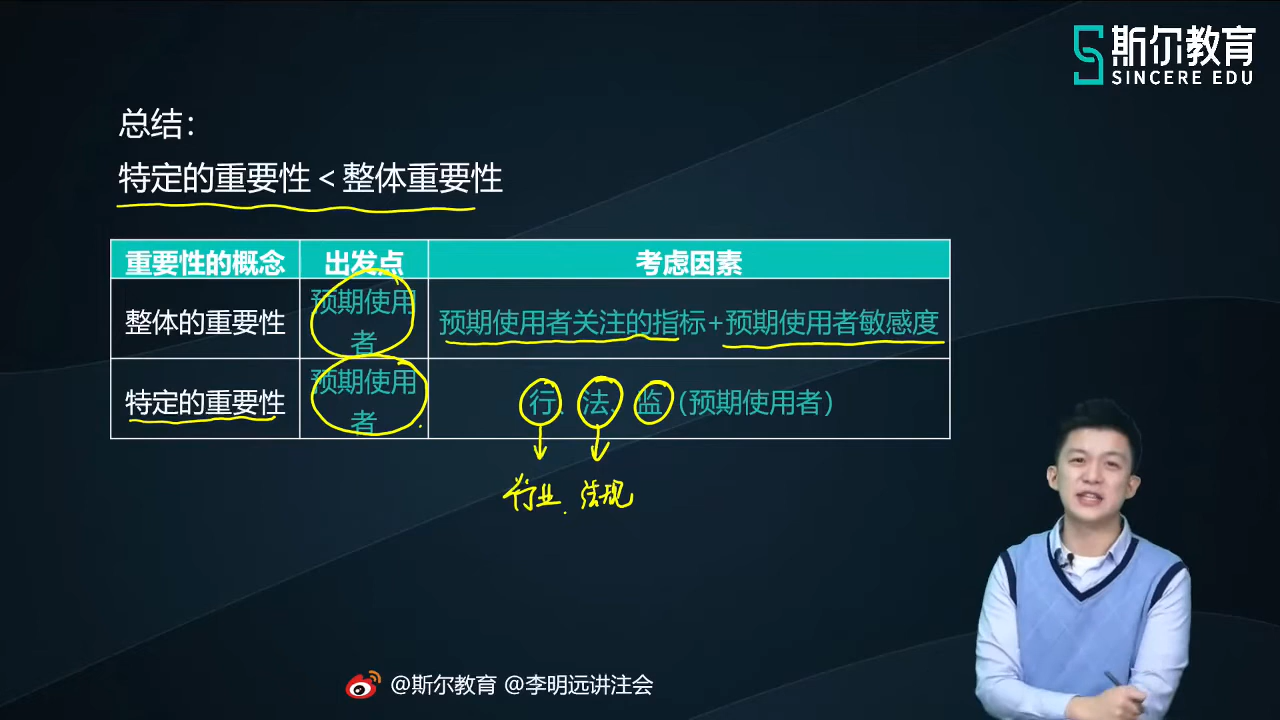 斯尔教育
SINCERE EDU
总结：
特定的重要性＜整体重要性
重要性的概念 出发点 考虑因素
整体的重要性 预期使用者 预期使用者关注的指标+预期使用者敏感度
特定的重要性 预期使用者 行、法、监（预期使用者）
行业、法规
@斯尔教育 @李明远讲注会